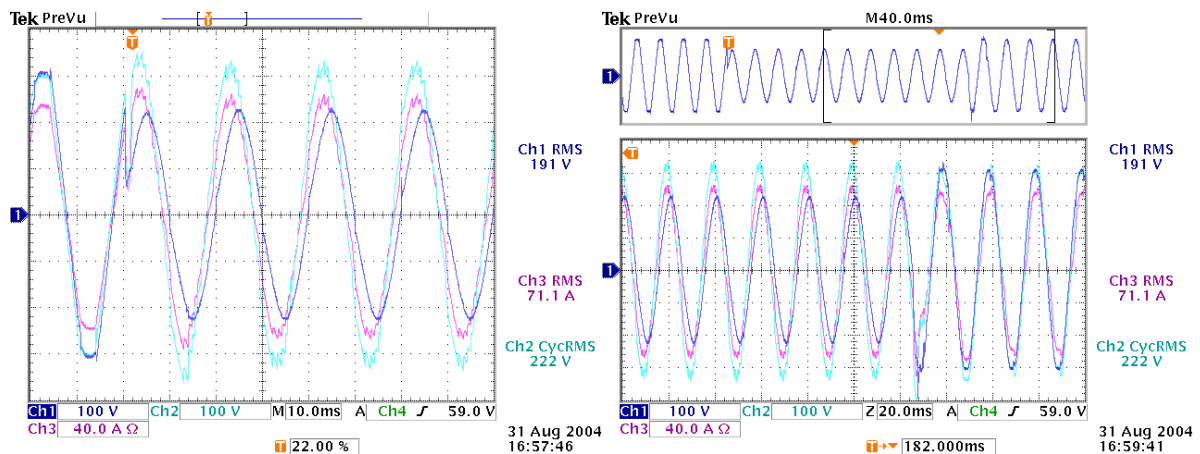 Tek PreVu
T
T
1
Ch1 RMS
191 V
Ch3 RMS
71.1 A
Ch2 CycRMS
222 V
Ch1 100 V Ch2 100 V M 10.0ms A Ch4 59.0 V
Ch3 40.0 A Ω
T 22.00 %
31 Aug 2004
16:57:46
Tek PreVu M 40.0ms
T
1
T
1
Ch1 RMS
191 V
Ch3 RMS
71.1 A
Ch2 CycRMS
222 V
Ch1 100 V Ch2 100 V Z 20.0ms A Ch4 59.0 V
Ch3 40.0 A Ω
T 182.000ms
31 Aug 2004
16:59:41